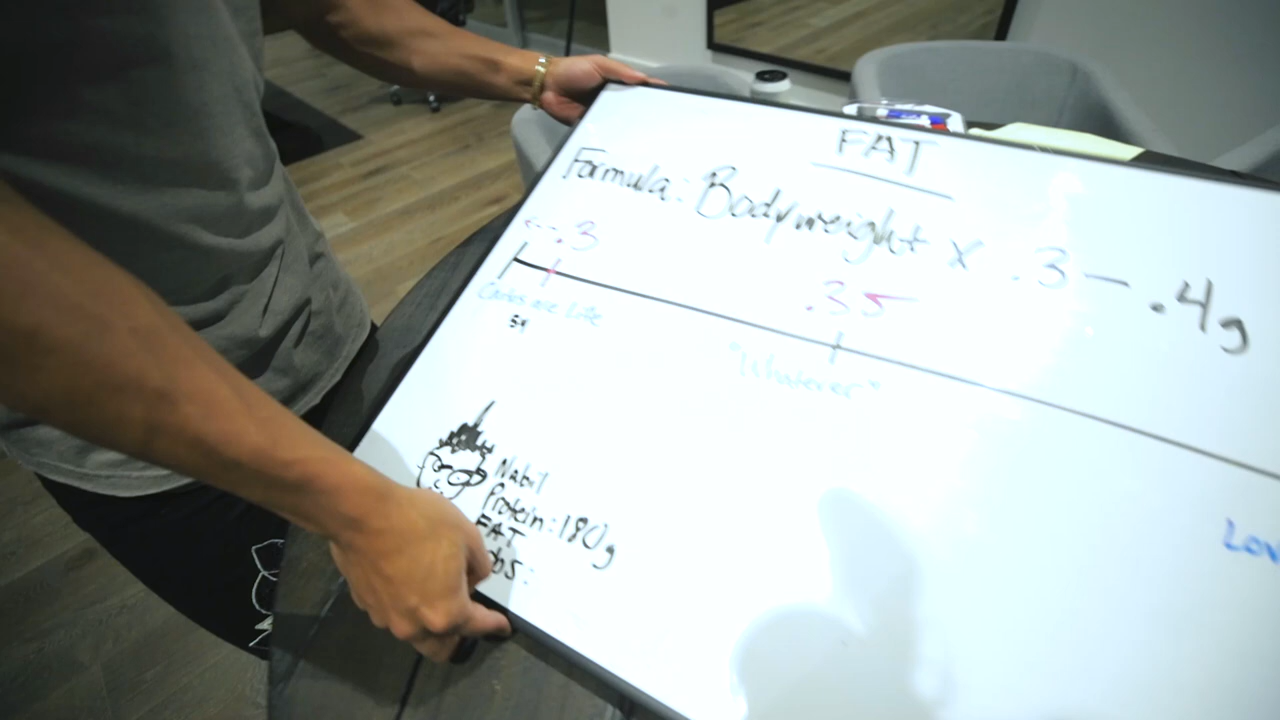 FAT
Formula: Bodyweight x .3 - .4g
<-- .3
.35
Carbs are life
"Whatever"
Nabil
Protein: 180g
FAT